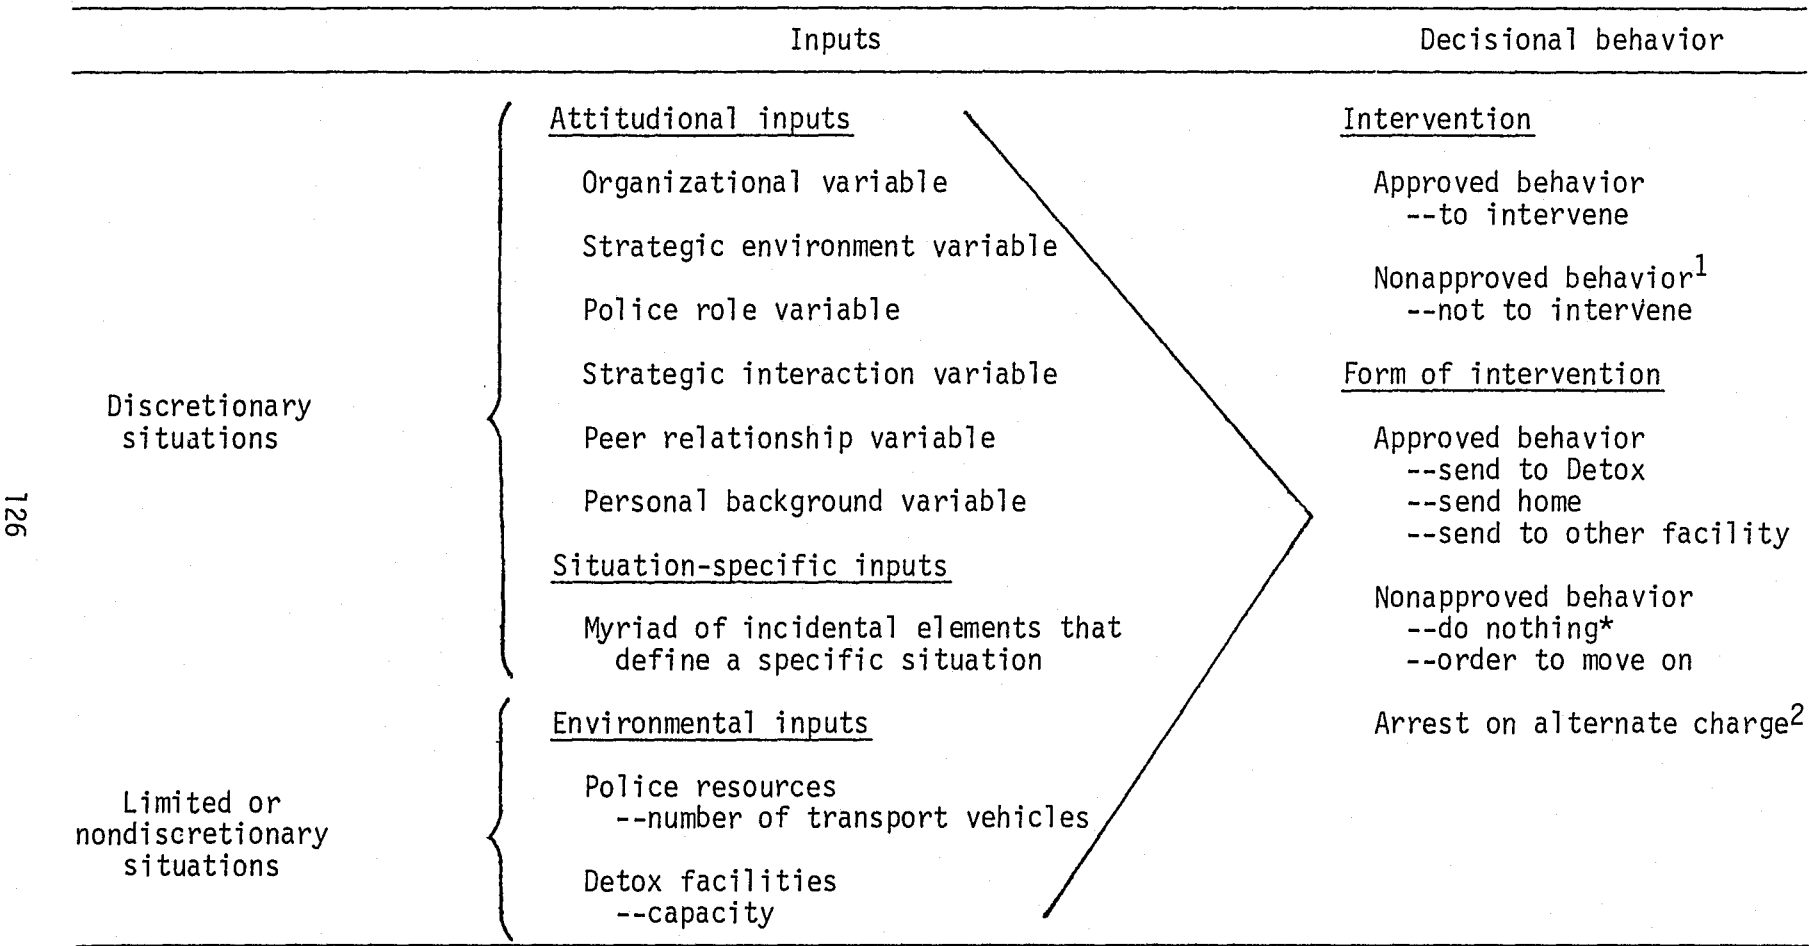 Inputs
Decisional behavior
Discretionary
situations
Attitudional inputs
Organizational variable
Strategic environment variable
Police role variable
Strategic interaction variable
Peer relationship variable
Personal background variable
Situation-specific inputs
Myriad of incidental elements that
define a specific situation
Limited or
nondiscretionary
situations
Environmental inputs
Police resources
--number of transport vehicles
Detox facilities
--capacity
Intervention
Approved behavior
--to intervene
Nonapproved behavior1
--not to intervene
Form of intervention
Approved behavior
--send to Detox
--send home
--send to other facility
Nonapproved behavior
--do nothing*
--order to move on
Arrest on alternate charge2
126